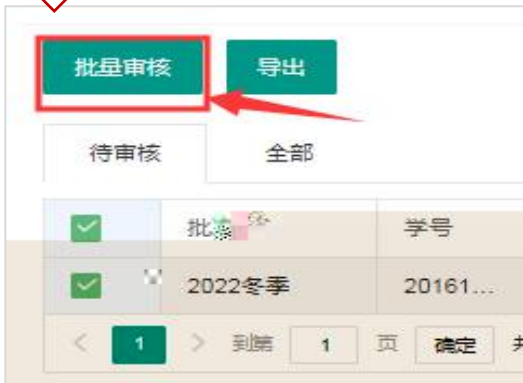 批量审核 导出
待审核 全部
批 学号
2022冬季 20161...
< 1 > 到第 1 页 确定